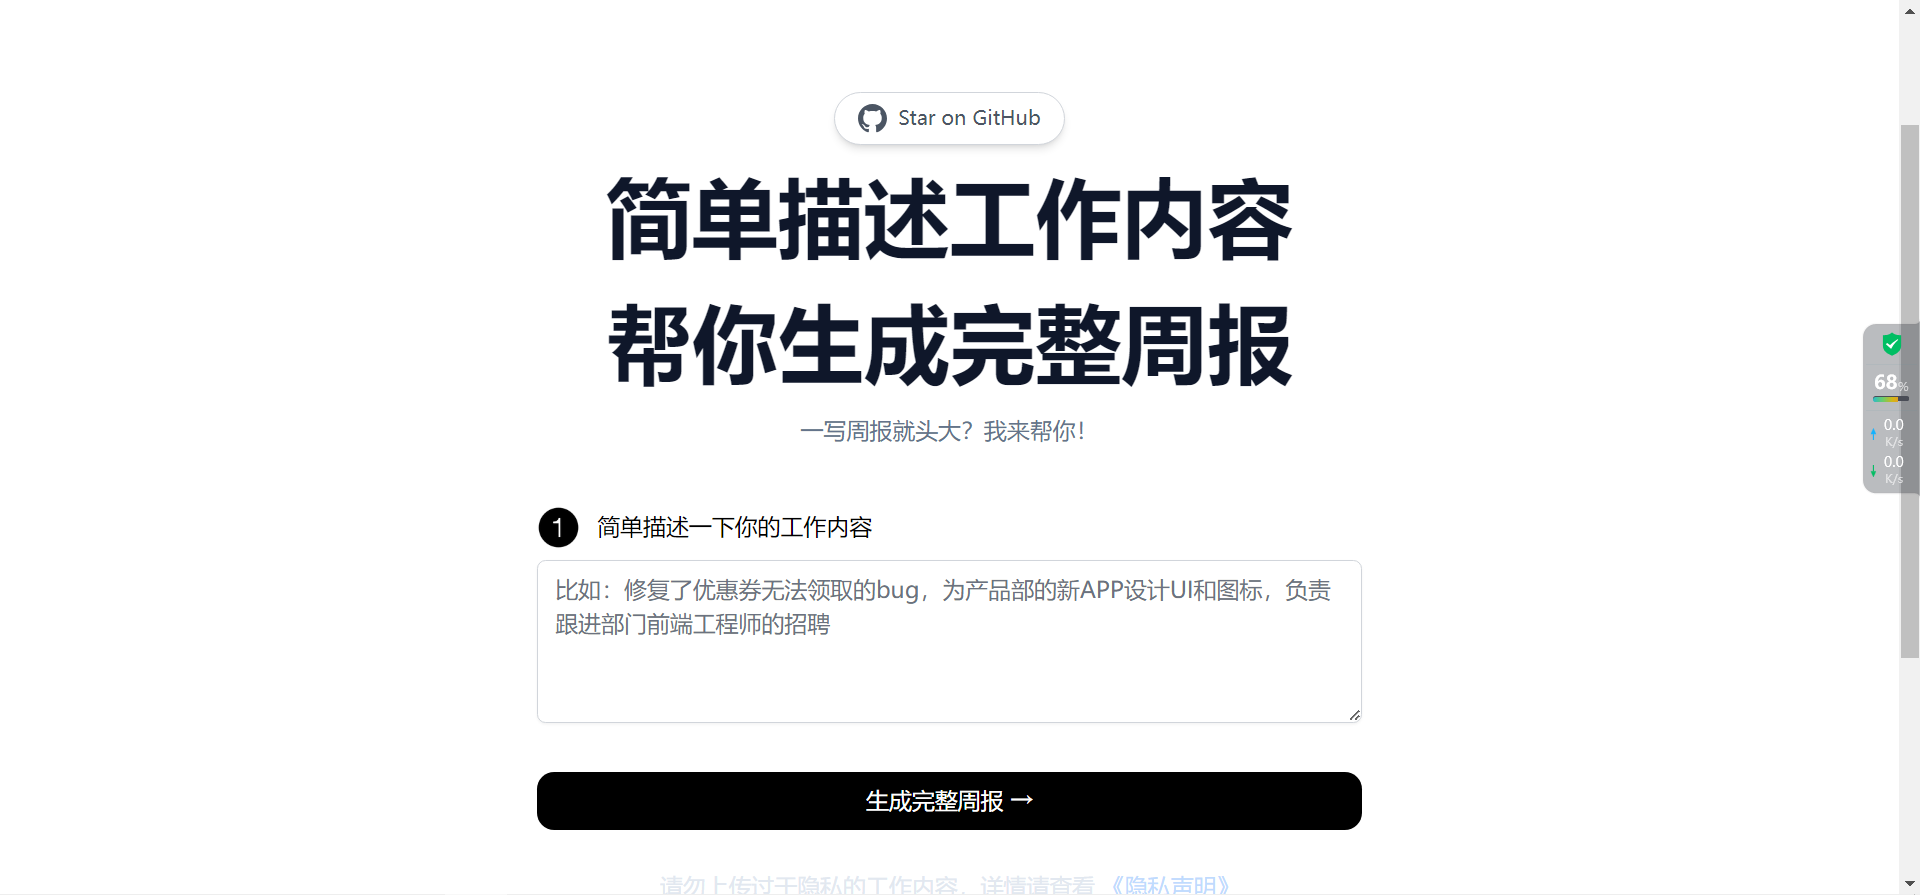 Star on GitHub
简单描述工作内容
帮你生成完整周报
一写周报就头大？我来帮你！
1 简单描述一下你的工作内容
比如：修复了优惠券无法领取的bug，为产品部的新APP设计UI和图标，负责
跟进部门前端工程师的招聘
生成完整周报 →
请勿上传过于隐私的工作内容，详情请查看 《隐私声明》
68%
0.0
K/s
0.0
K/s